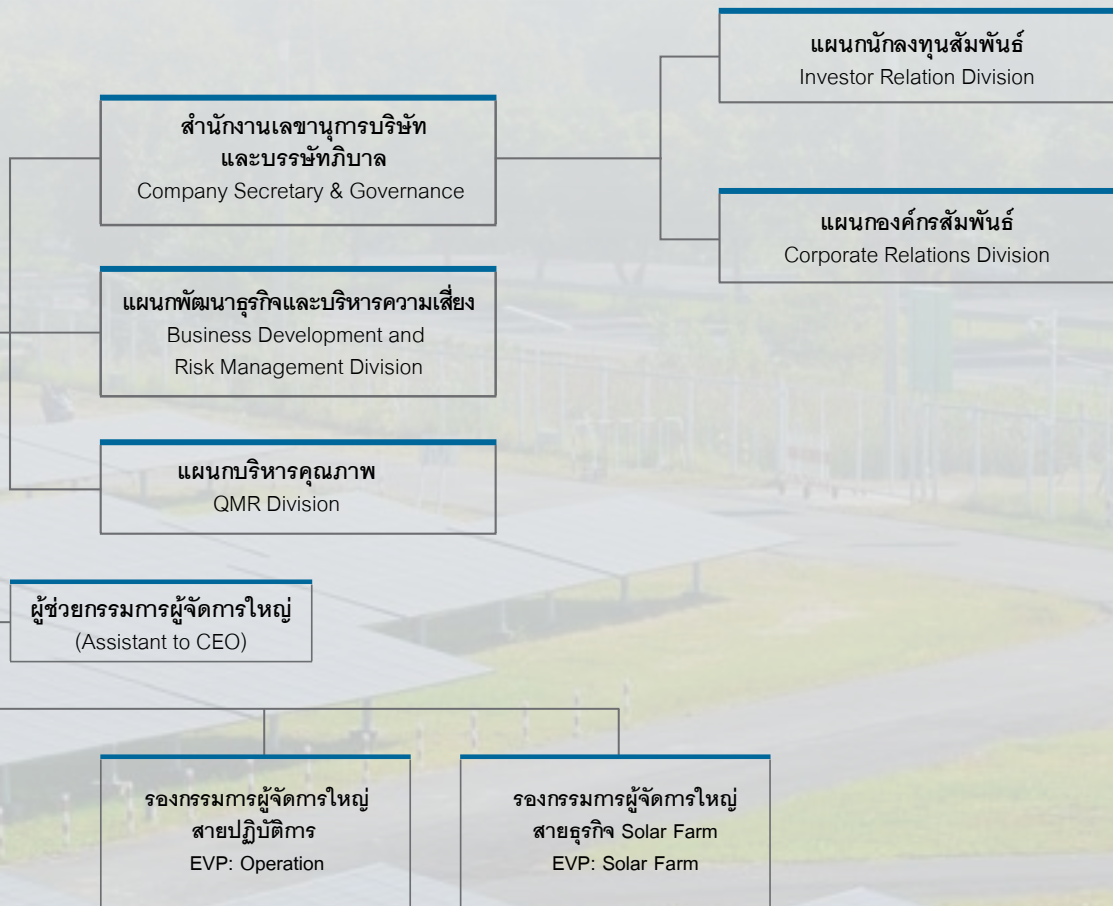 แผนกนักลงทุนสัมพันธ์
Investor Relation Division
สำนักงานเลขานุการบริษัท
และบรรษัทภิบาล
Company Secretary & Governance
แผนกองค์กรสัมพันธ์
Corporate Relations Division
แผนกพัฒนาธุรกิจและบริหารความเสี่ยง
Business Development and
Risk Management Division
แผนกบริหารคุณภาพ
QMR Division
ผู้ช่วยกรรมการผู้จัดการใหญ่
(Assistant to CEO)
รองกรรมการผู้จัดการใหญ่
สายปฏิบัติการ
EVP: Operation
รองกรรมการผู้จัดการใหญ่
สายธุรกิจ Solar Farm
EVP: Solar Farm